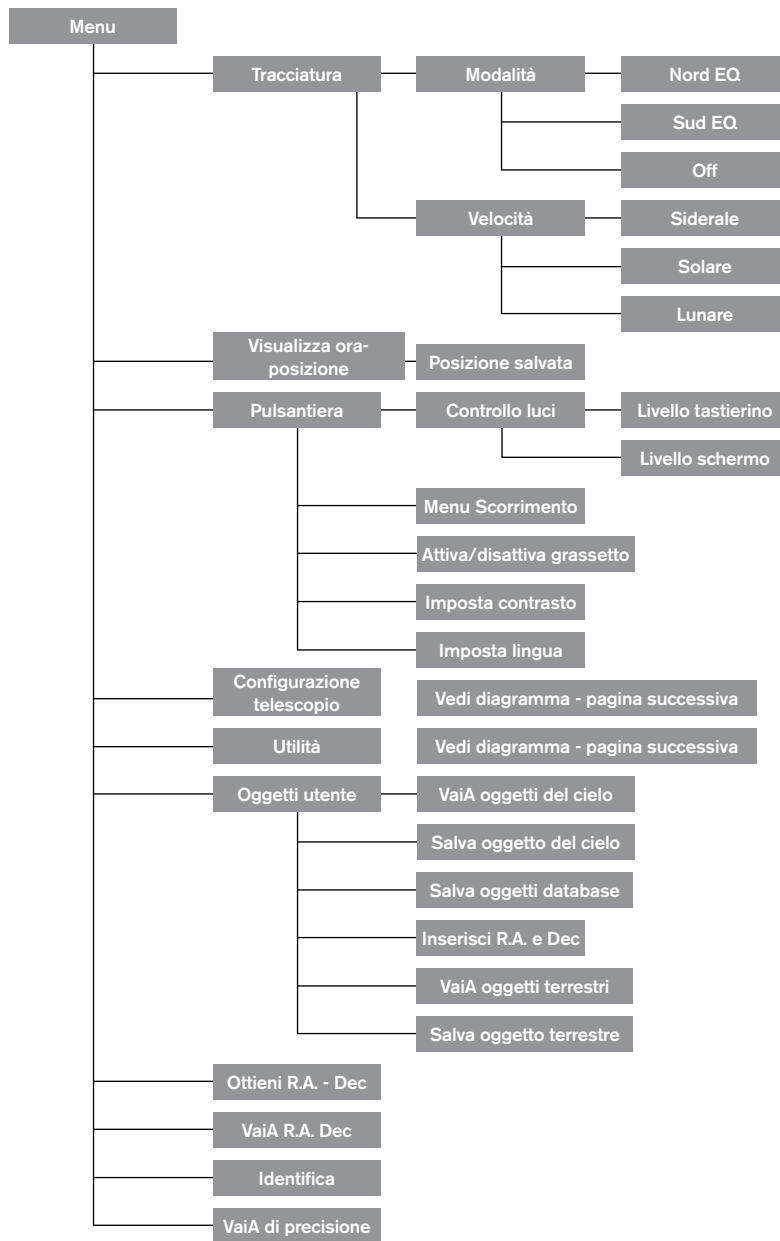 Menu
Tracciatura
Modalità
Nord EQ
Sud EQ
Off
Velocità
Siderale
Solare
Lunare
Visualizza ora-
posizione
Posizione salvata
Pulsantiera
Controllo luci
Livello tastierino
Livello schermo
Menu Scorrimento
Attiva/disattiva grassetto
Imposta contrasto
Imposta lingua
Configurazione
telescopio
Vedi diagramma - pagina successiva
Utilità
Vedi diagramma - pagina successiva
Oggetti utente
VaiA oggetti del cielo
Salva oggetto del cielo
Salva oggetti database
Inserisci R.A. e Dec
VaiA oggetti terrestri
Salva oggetto terrestre
Ottieni R.A. - Dec
VaiA R.A. Dec
Identifica
VaiA di precisione